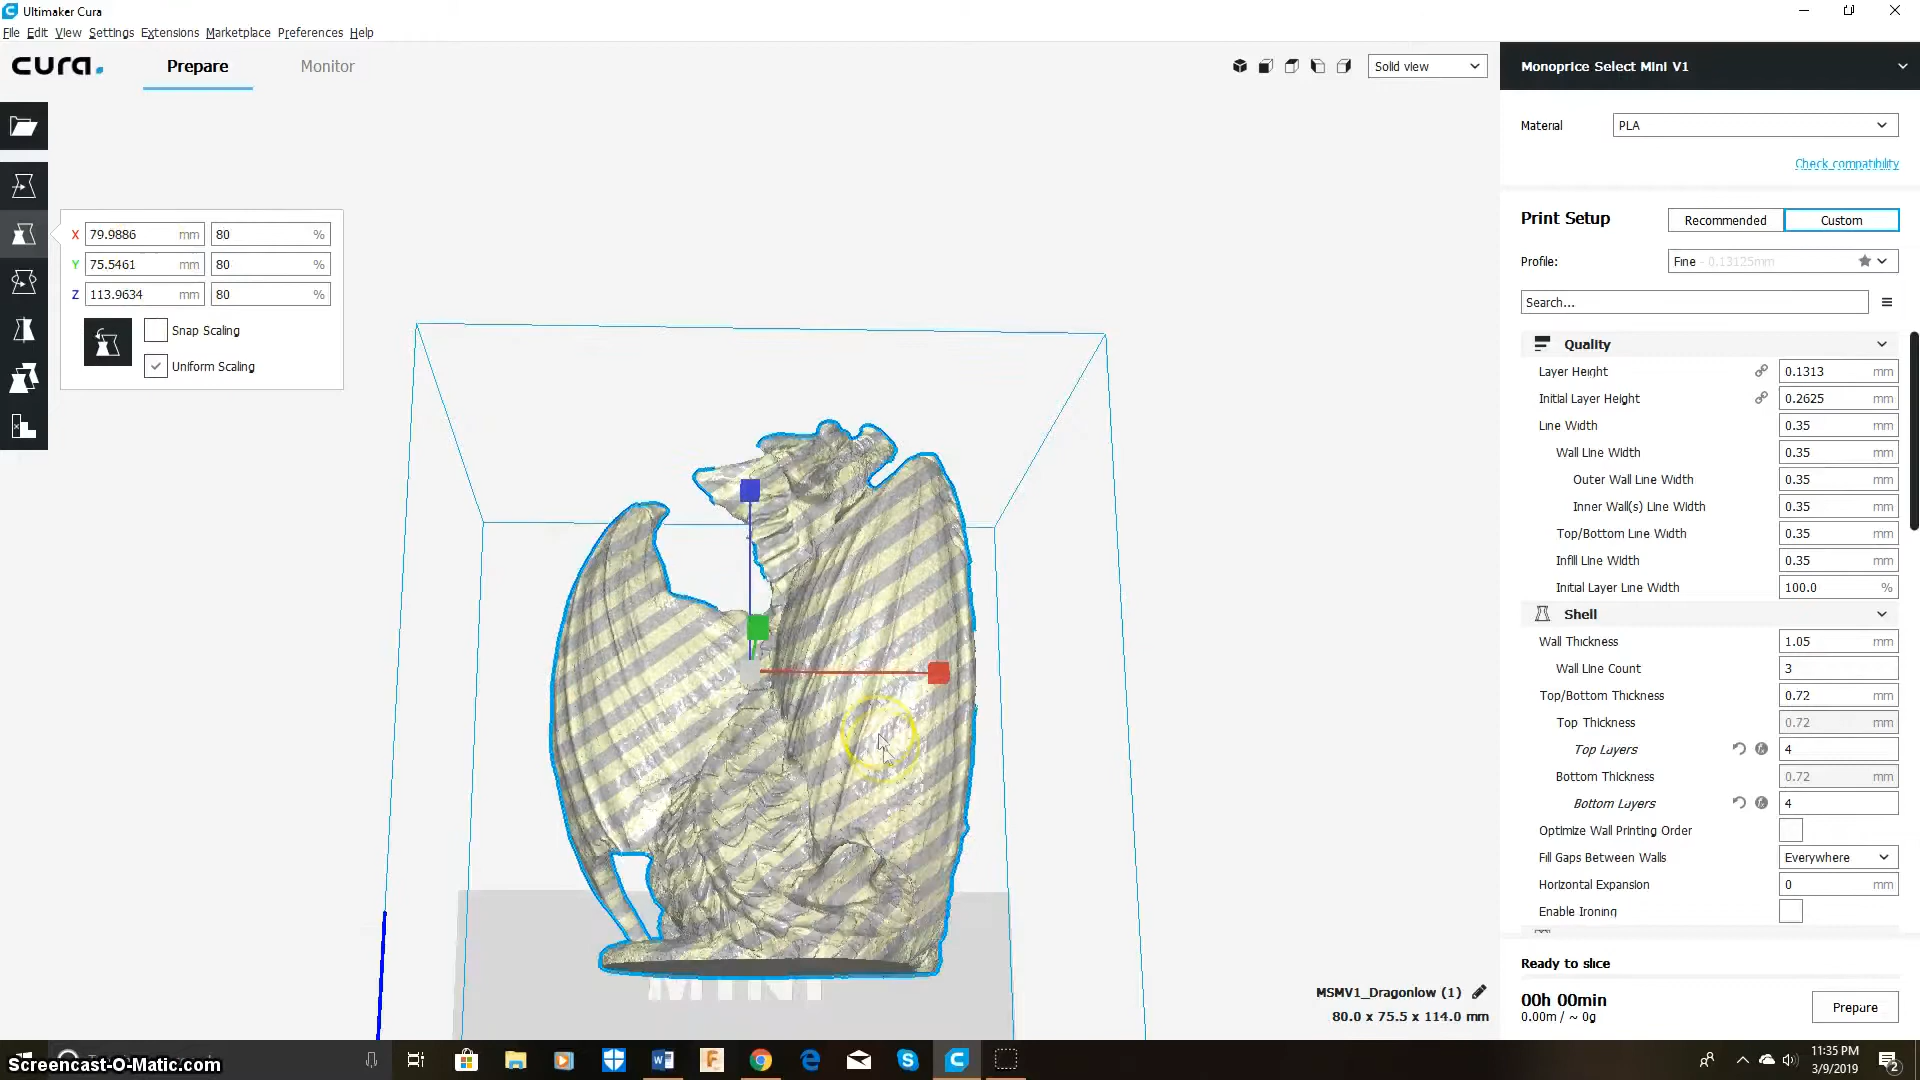 Ultimaker Cura
File Edit View Settings Extensions Marketplace Preferences Help
cura. Prepare Monitor
Solid view
Monoprice Select Mini V1
Material PLA
Check compatibility
Print Setup Recommended Custom
Profile: Fine - 0.13125mm
Search...
X 79.9886 mm 80 %
Y 75.5461 mm 80 %
Z 113.9634 mm 80 %
Snap Scaling
Uniform Scaling
Quality
Layer Height 0.1313 mm
Initial Layer Height 0.2625 mm
Line Width 0.35 mm
Wall Line Width 0.35 mm
Outer Wall Line Width 0.35 mm
Inner Wall(s) Line Width 0.35 mm
Top/Bottom Line Width 0.35 mm
Infill Line Width 0.35 mm
Initial Layer Line Width 100.0 %
Shell
Wall Thickness 1.05 mm
Wall Line Count 3
Top/Bottom Thickness 0.72 mm
Top Thickness 0.72 mm
Top Layers 4
Bottom Thickness 0.72 mm
Bottom Layers 4
Optimize Wall Printing Order
Fill Gaps Between Walls Everywhere
Horizontal Expansion 0 mm
Enable Ironing
MINI
MSMV1_Dragonlow (1)
80.0 x 75.5 x 114.0 mm
Ready to slice
00h 00min
0.00m / ~ 0g
Prepare
Screencast-O-Matic.com
11:35 PM
3/9/2019
2